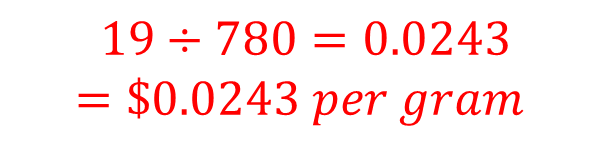 19 ÷ 780 = 0.0243
= $0.0243 per gram